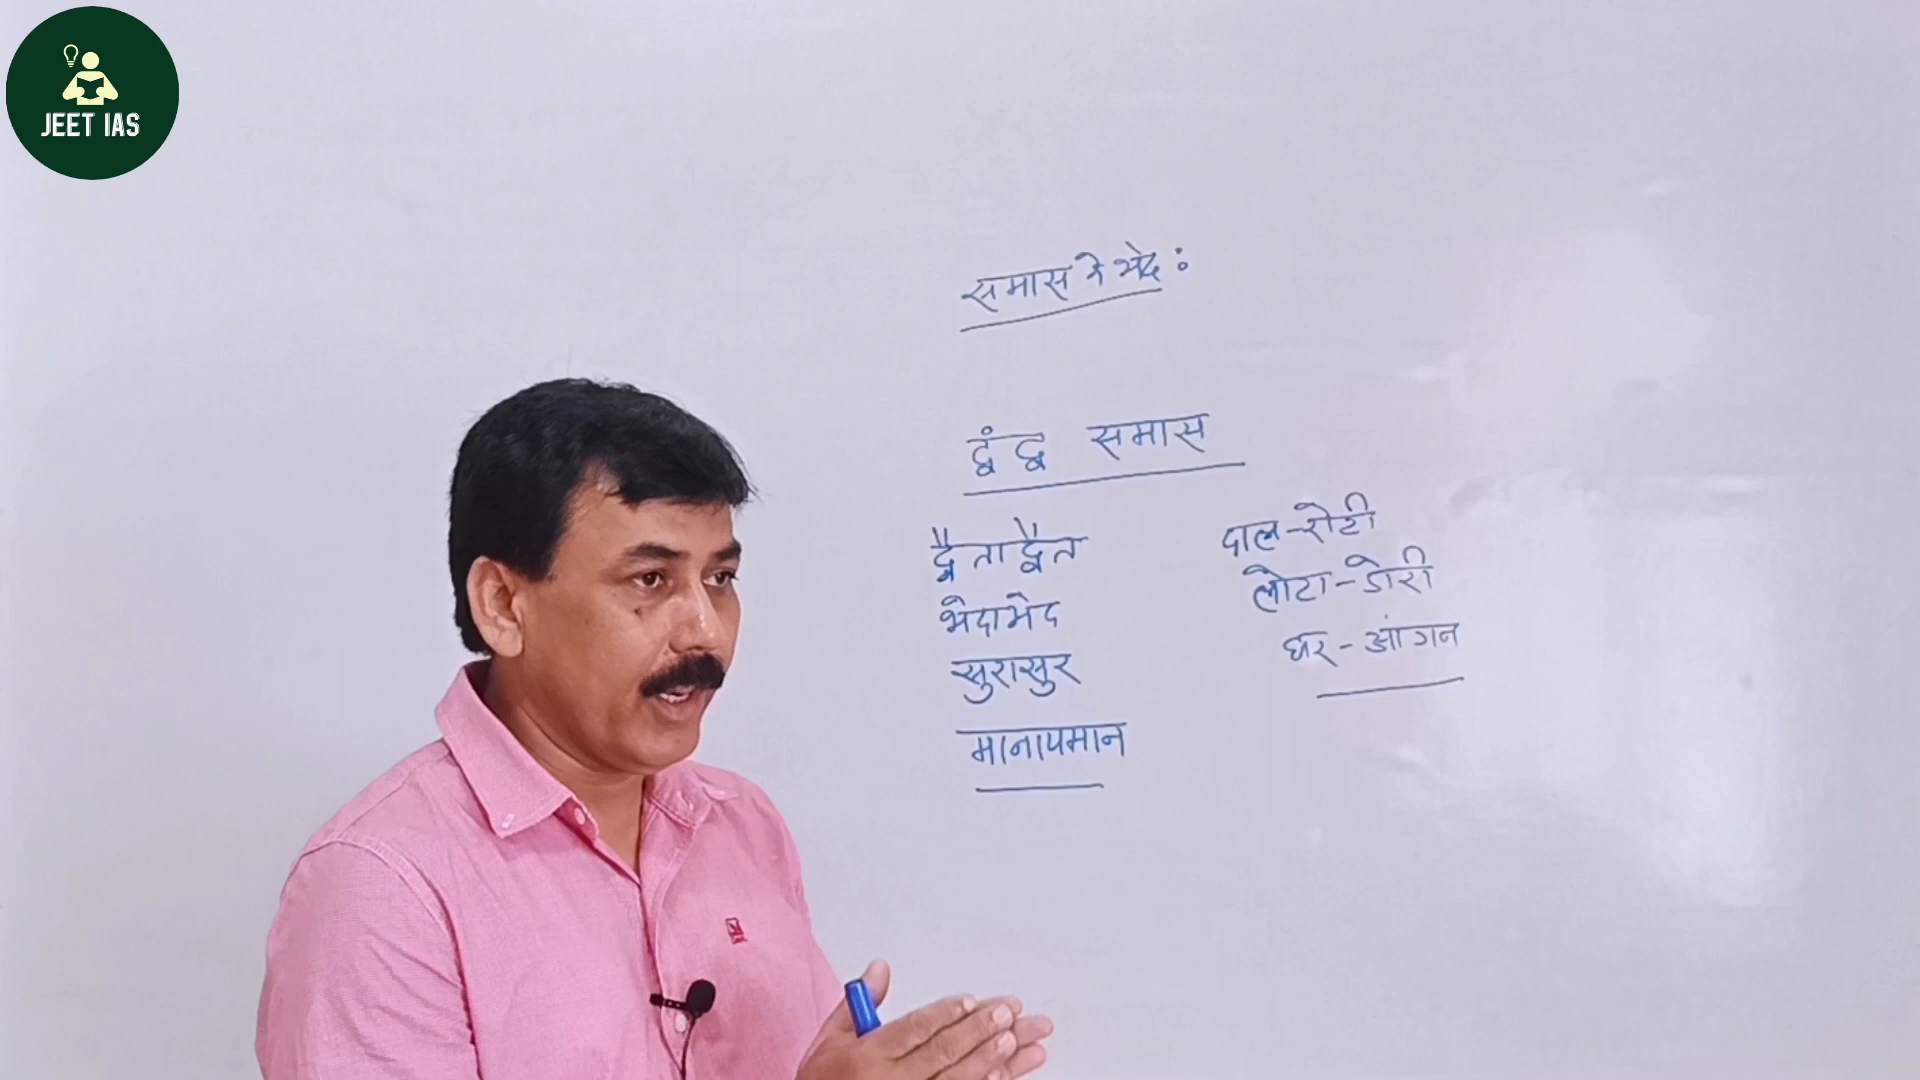 JEET IAS
समास के भेद :
द्वंद्व समास
द्वैताद्वैत
भेदाभेद
सुरासुर
मानापमान
दाल-रोटी
लोटा-डोरी
घर-आंगन